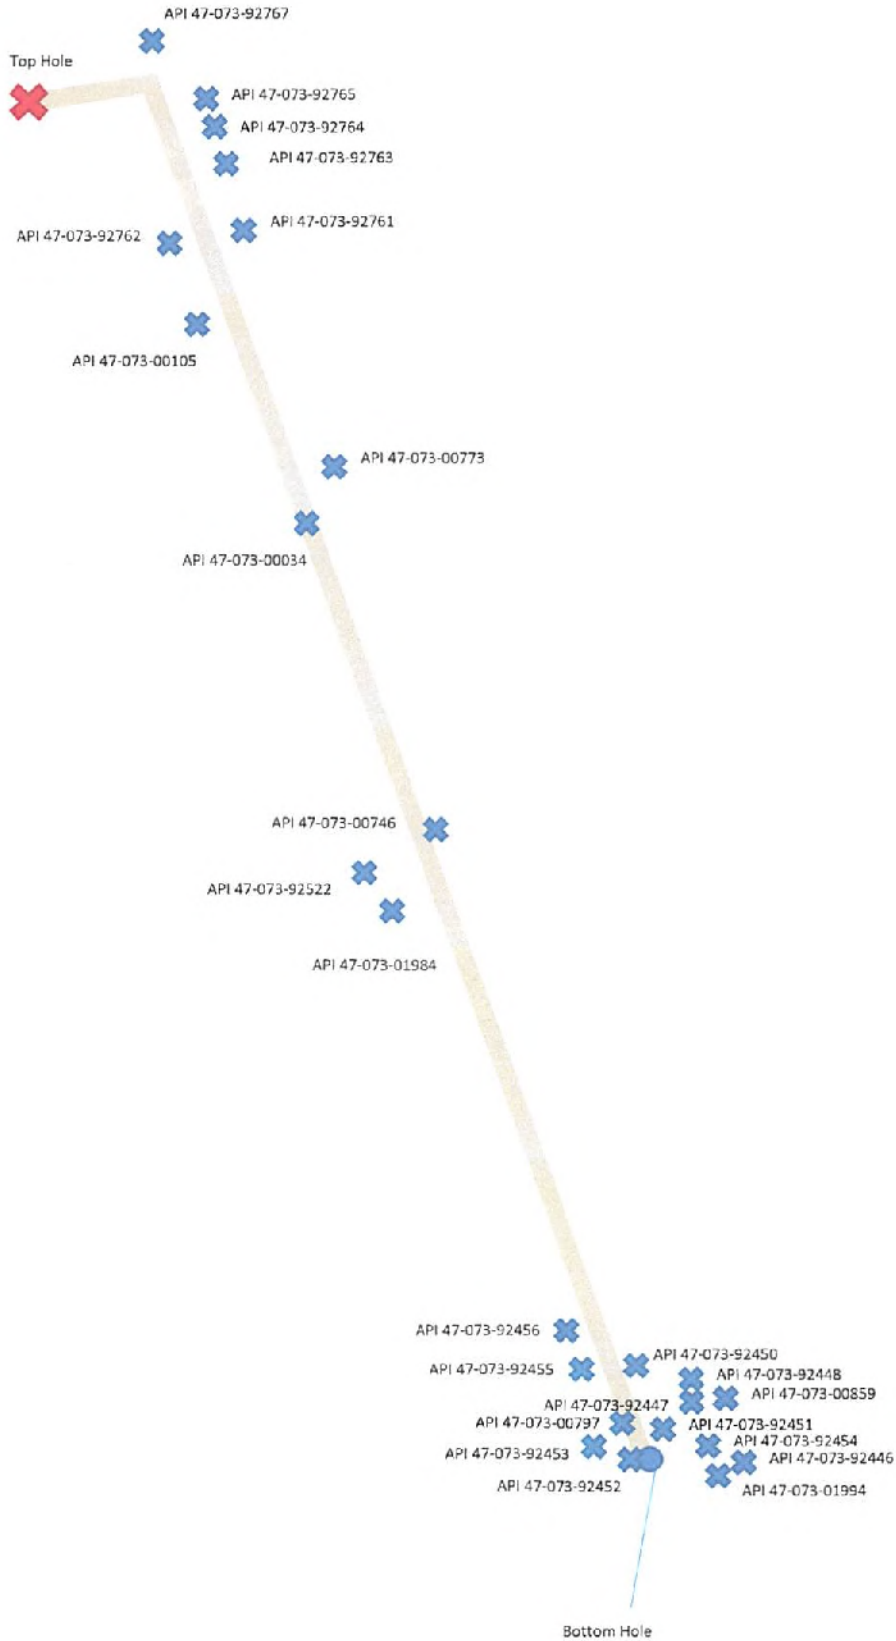 API 47-073-92767
Top Hole
API 47-073-92765
API 47-073-92764
API 47-073-92763
API 47-073-92761
API 47-073-92762
API 47-073-00105
API 47-073-00773
API 47-073-00034
API 47-073-00746
API 47-073-92522
API 47-073-01984
API 47-073-92456
API 47-073-92450
API 47-073-92455
API 47-073-92448
API 47-073-00859
API 47-073-92447
API 47-073-00797
API 47-073-92451
API 47-073-92454
API 47-073-92453
API 47-073-92446
API 47-073-92452
API 47-073-01994
Bottom Hole